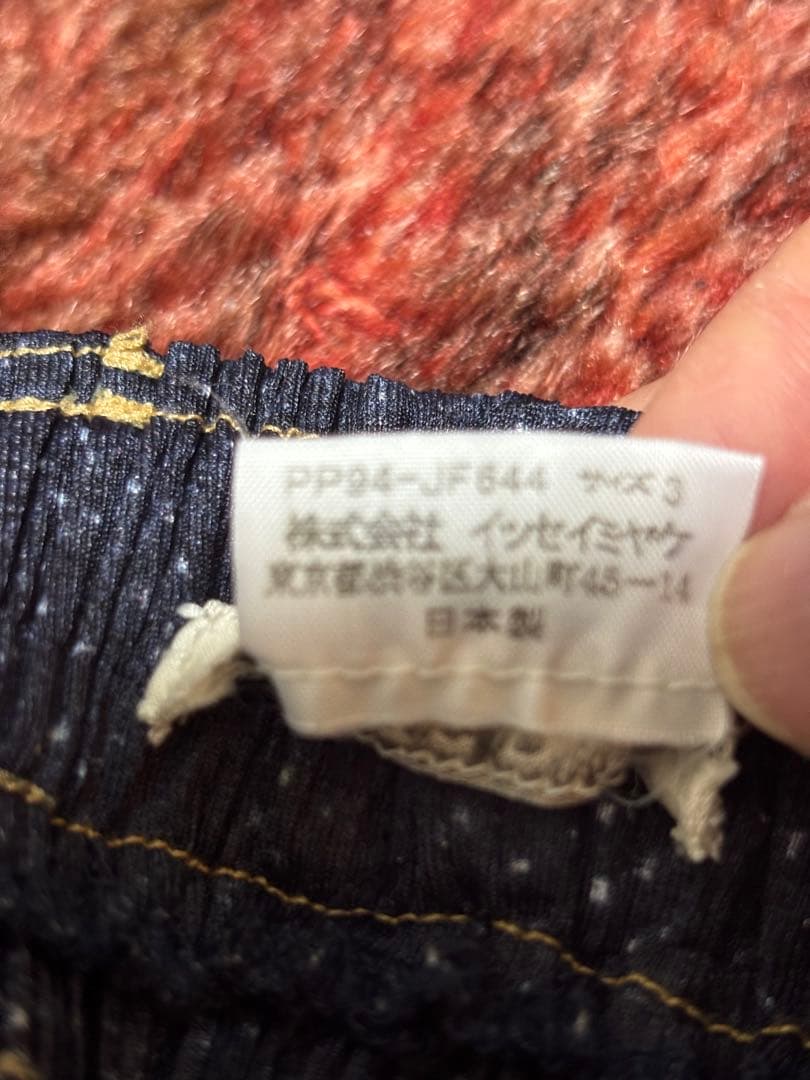 PP94-JF644 サイズ 3
株式会社 イッセイミヤケ
東京都渋谷区大山町45-14
日本製